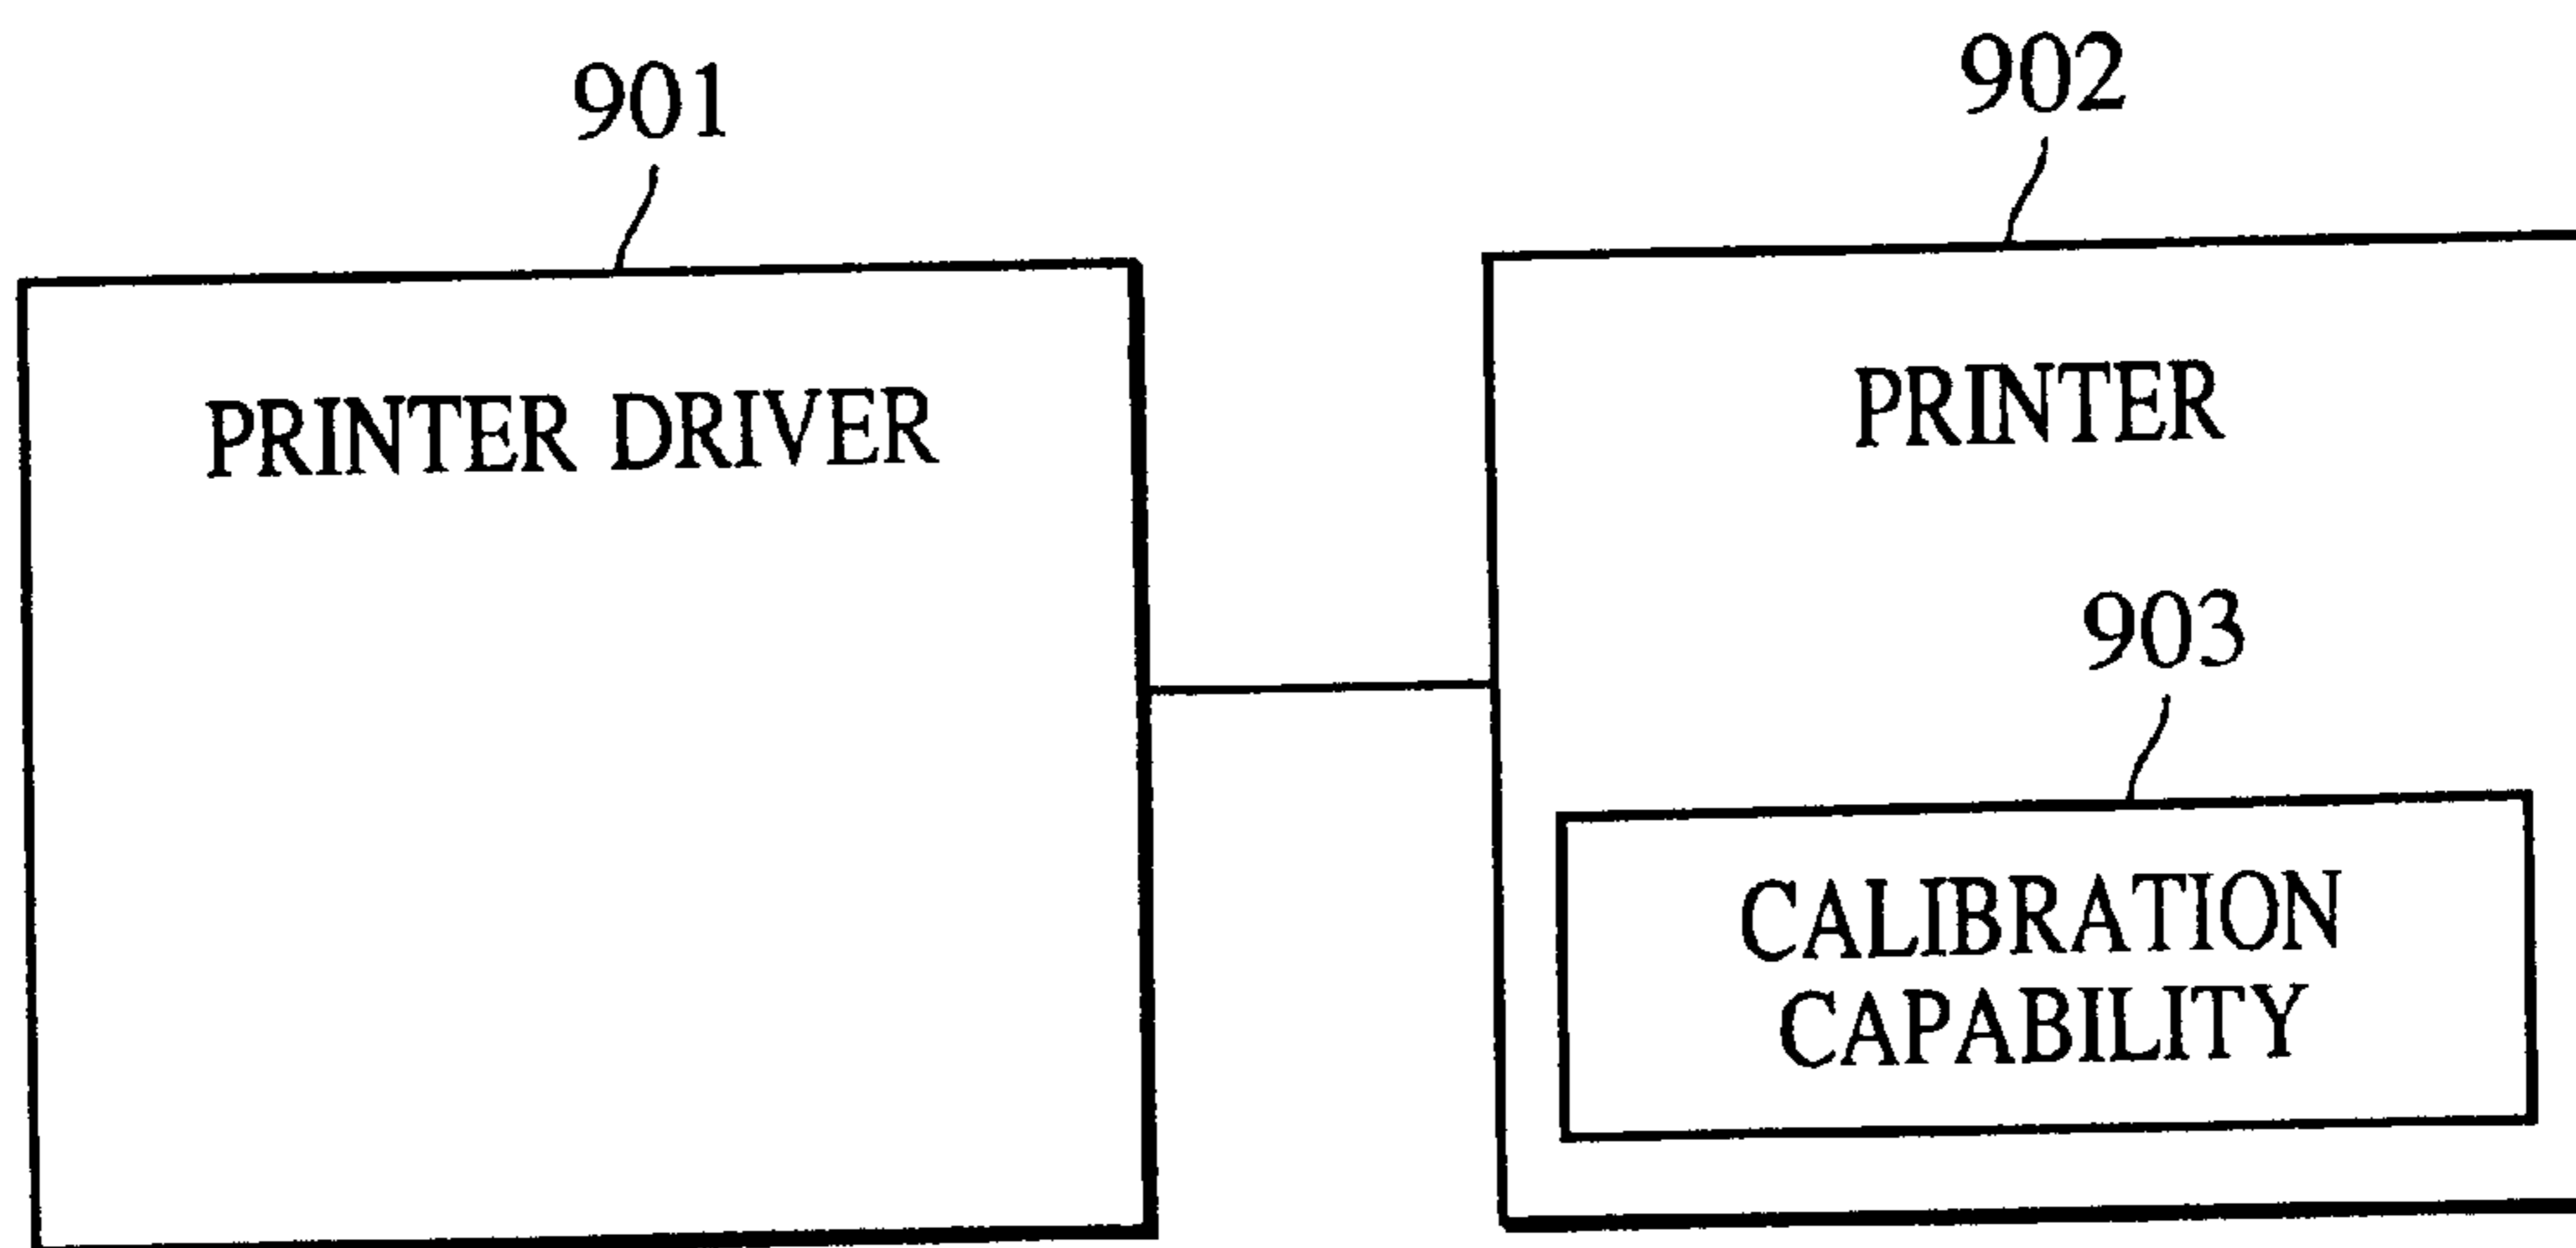 901
902
PRINTER DRIVER
PRINTER
903
CALIBRATION
CAPABILITY